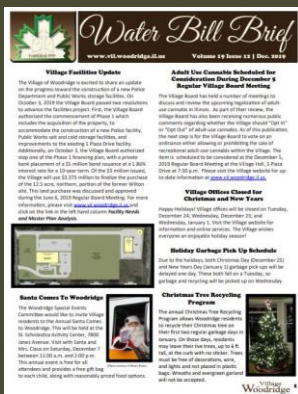 Water Bill Brief
www.vil.woodridge.il.us Volume 19 Issue 12 | Dec. 2019
Village Facilities Update
The Village of Woodridge is excited to share an update
on the progress toward the construction of a new Police
Department and Public Works storage facilities. On
October 3, 2019 the Village Board passed two resolutions
to advance the facilities project. First, the Village Board
authorized the commencement of Phase 1 which
includes the acquisition of the property, to
accommodate the construction of a new Police facility,
Public Works salt and cold storage facilities, and
improvements to the existing 1 Plaza Drive facility.
Additionally, on October 3, the Village Board authorized
step one of the Phase 1 financing plan, with a private
bank placement of a $5 million bond issuance at a 1.86%
interest rate for a 10-year term. Of the $5 million issued,
the Village will use $3.375 million to finalize the purchase
of the 12.5 acre, northern, portion of the former Wilton
site. This land purchase was discussed and approved
during the June 6, 2019 Board Meeting. For more
information, please visit www.vil.woodridge.il.us and
click on the link in the left hand column Facility Needs
and Master Plan Analysis.
Santa Comes To Woodridge
The Woodridge Special Events
Committee would like to invite Village
residents to the Annual Santa Comes
to Woodridge. This will be held at the
St. Scholastica Activity Center, 7800
Janes Avenue. Visit with Santa and
Mrs. Claus on Saturday, December 7
between 11:00 a.m. and 2:00 p.m.
This annual event is free for all
attendees and provides a free gift bag
to each child, along with reasonably priced food options.
Adult Use Cannabis Scheduled for
Consideration During December 5
Regular Village Board Meeting
The Village Board has held a number of meetings to
discuss and review the upcoming legalization of adult-
use cannabis in Illinois. As part of their review, the
Village Board has also been receiving numerous public
comments regarding whether the village should "Opt In"
or "Opt Out" of adult-use cannabis. As of this publication,
the next step is for the Village Board to vote on an
ordinance either allowing or prohibiting the sale of
recreational adult-use cannabis within the Village. The
item is scheduled to be considered at the December 5,
2019 Regular Board Meeting at the Village Hall, 5 Plaza
Drive at 7:30 p.m. Please visit the Village website for up-
to-date information at www.vil.woodridge.il.us.
Village Offices Closed for
Christmas and New Years
Happy Holidays! Village offices will be closed on Tuesday,
December 24; Wednesday, December 25; and
Wednesday, January 1. Visit the Village website for
information and online services. The Village wishes
everyone an enjoyable holiday season!
Holiday Garbage Pick Up Schedule
Due to the holidays, both Christmas Day (December 25)
and New Years Day (January 1) garbage pick ups will be
delayed one day. These both fall on a Tuesday, so
garbage and recycling will be picked up on Wednesday.
Christmas Tree Recycling
Program
The annual Christmas Tree Recycling
Program allows Woodridge residents
to recycle their Christmas tree on
their first two regular garbage days in
January. On those days, residents
may leave their live trees, up to 6 ft.
tall, at the curb with no sticker. Trees
must be free of decorations, wire,
and lights and not placed in plastic
bags. Wreaths and evergreen garland
will not be accepted.
Village
Woodridge